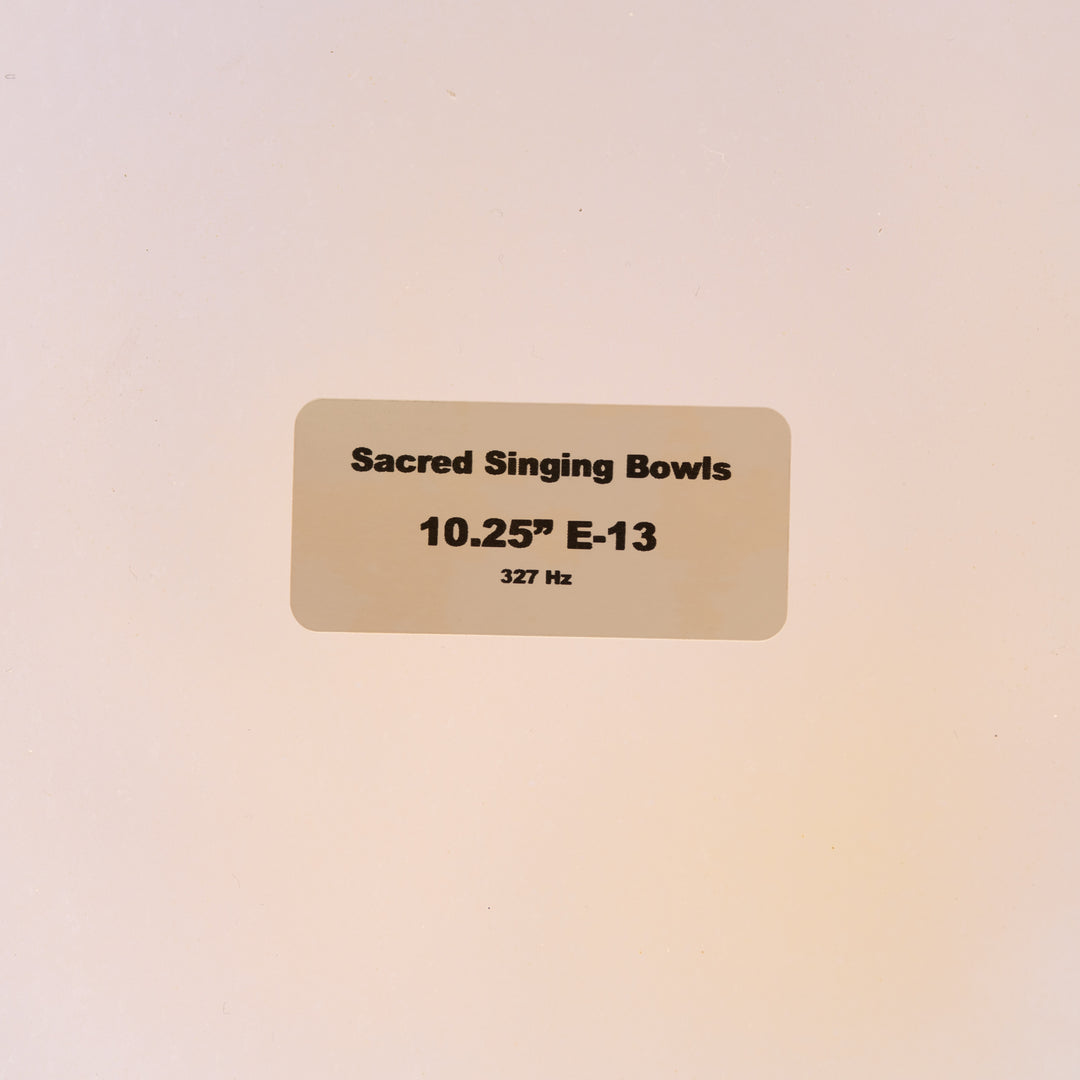 Sacred Singing Bowls
10.25” E-13
327 Hz